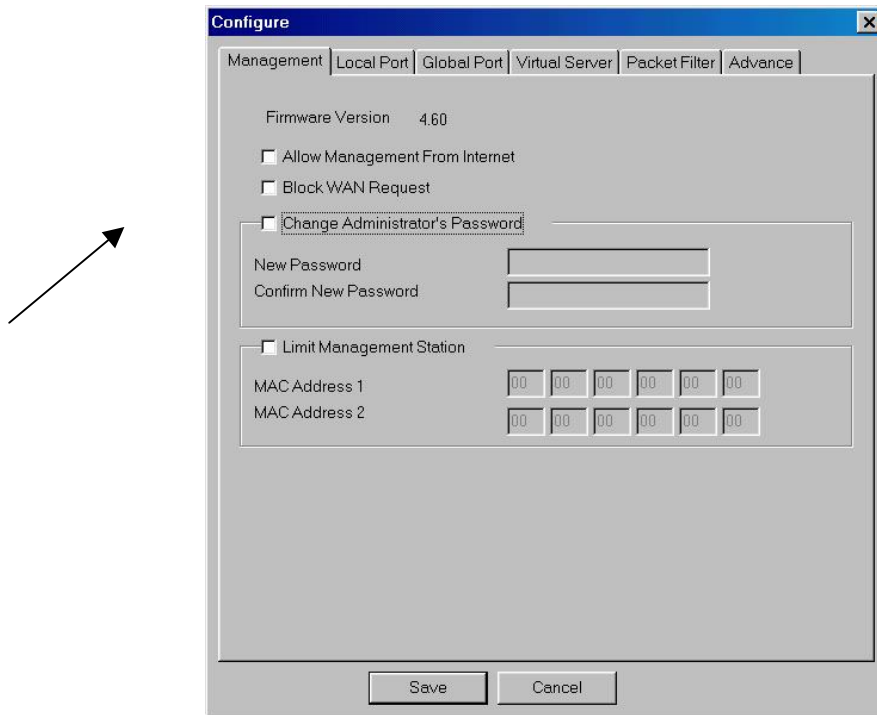 Configure
Management Local Port Global Port Virtual Server Packet Filter Advance
Firmware Version 4.60
Allow Management From Internet
Block WAN Request
Change Administrator's Password
New Password
Confirm New Password
Limit Management Station
MAC Address 1 00 00 00 00 00 00
MAC Address 2 00 00 00 00 00 00
Save Cancel